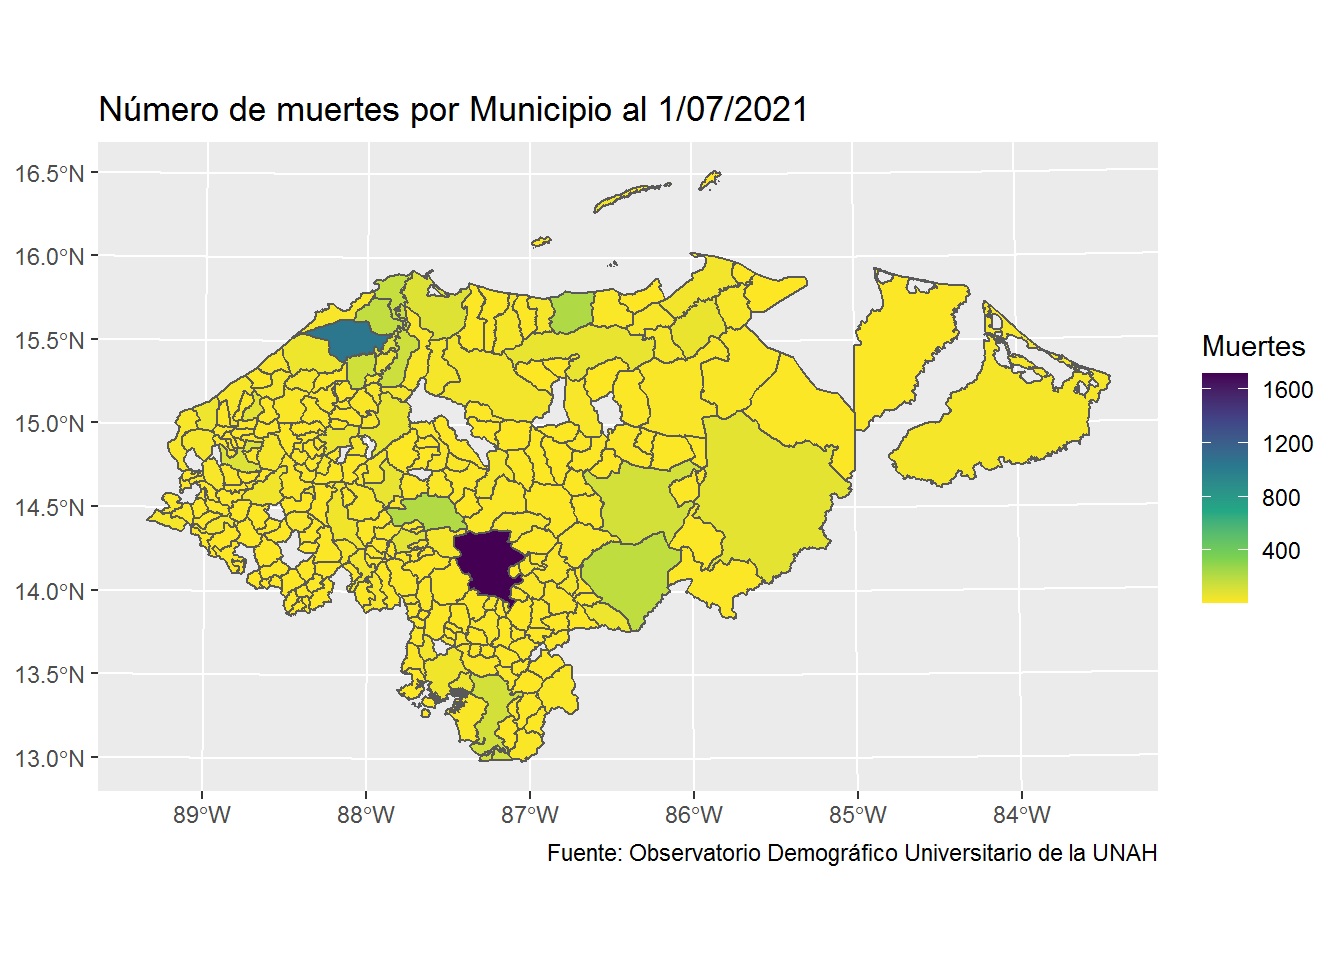 Número de muertes por Municipio al 1/07/2021
16.5°N
16.0°N
15.5°N
15.0°N
14.5°N
14.0°N
13.5°N
13.0°N
89°W 88°W 87°W 86°W 85°W 84°W
Muertes
1600
1200
800
400
Fuente: Observatorio Demográfico Universitario de la UNAH